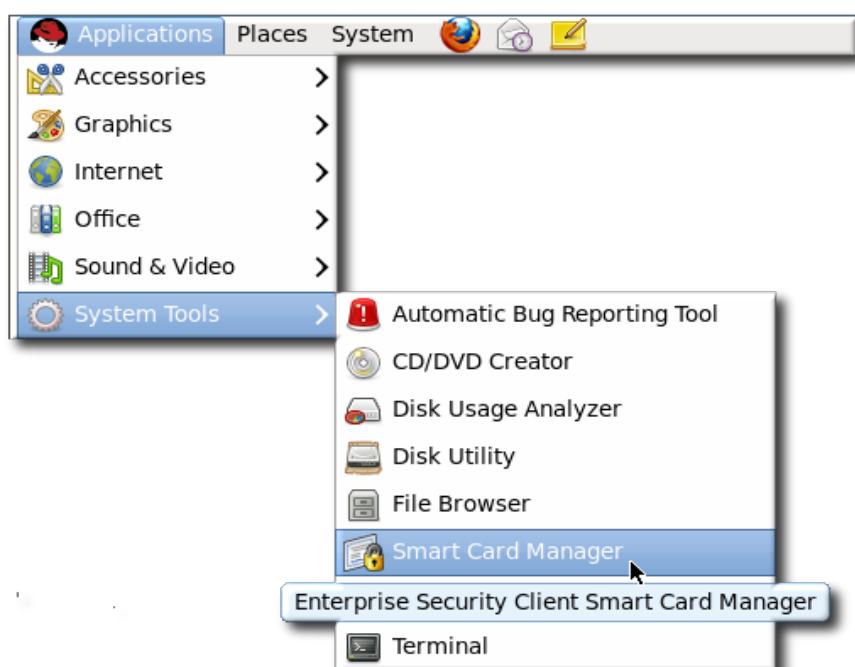 Applications Places System
Accessories
Graphics
Internet
Office
Sound & Video
System Tools
Automatic Bug Reporting Tool
CD/DVD Creator
Disk Usage Analyzer
Disk Utility
File Browser
Smart Card Manager
Enterprise Security Client Smart Card Manager
Terminal